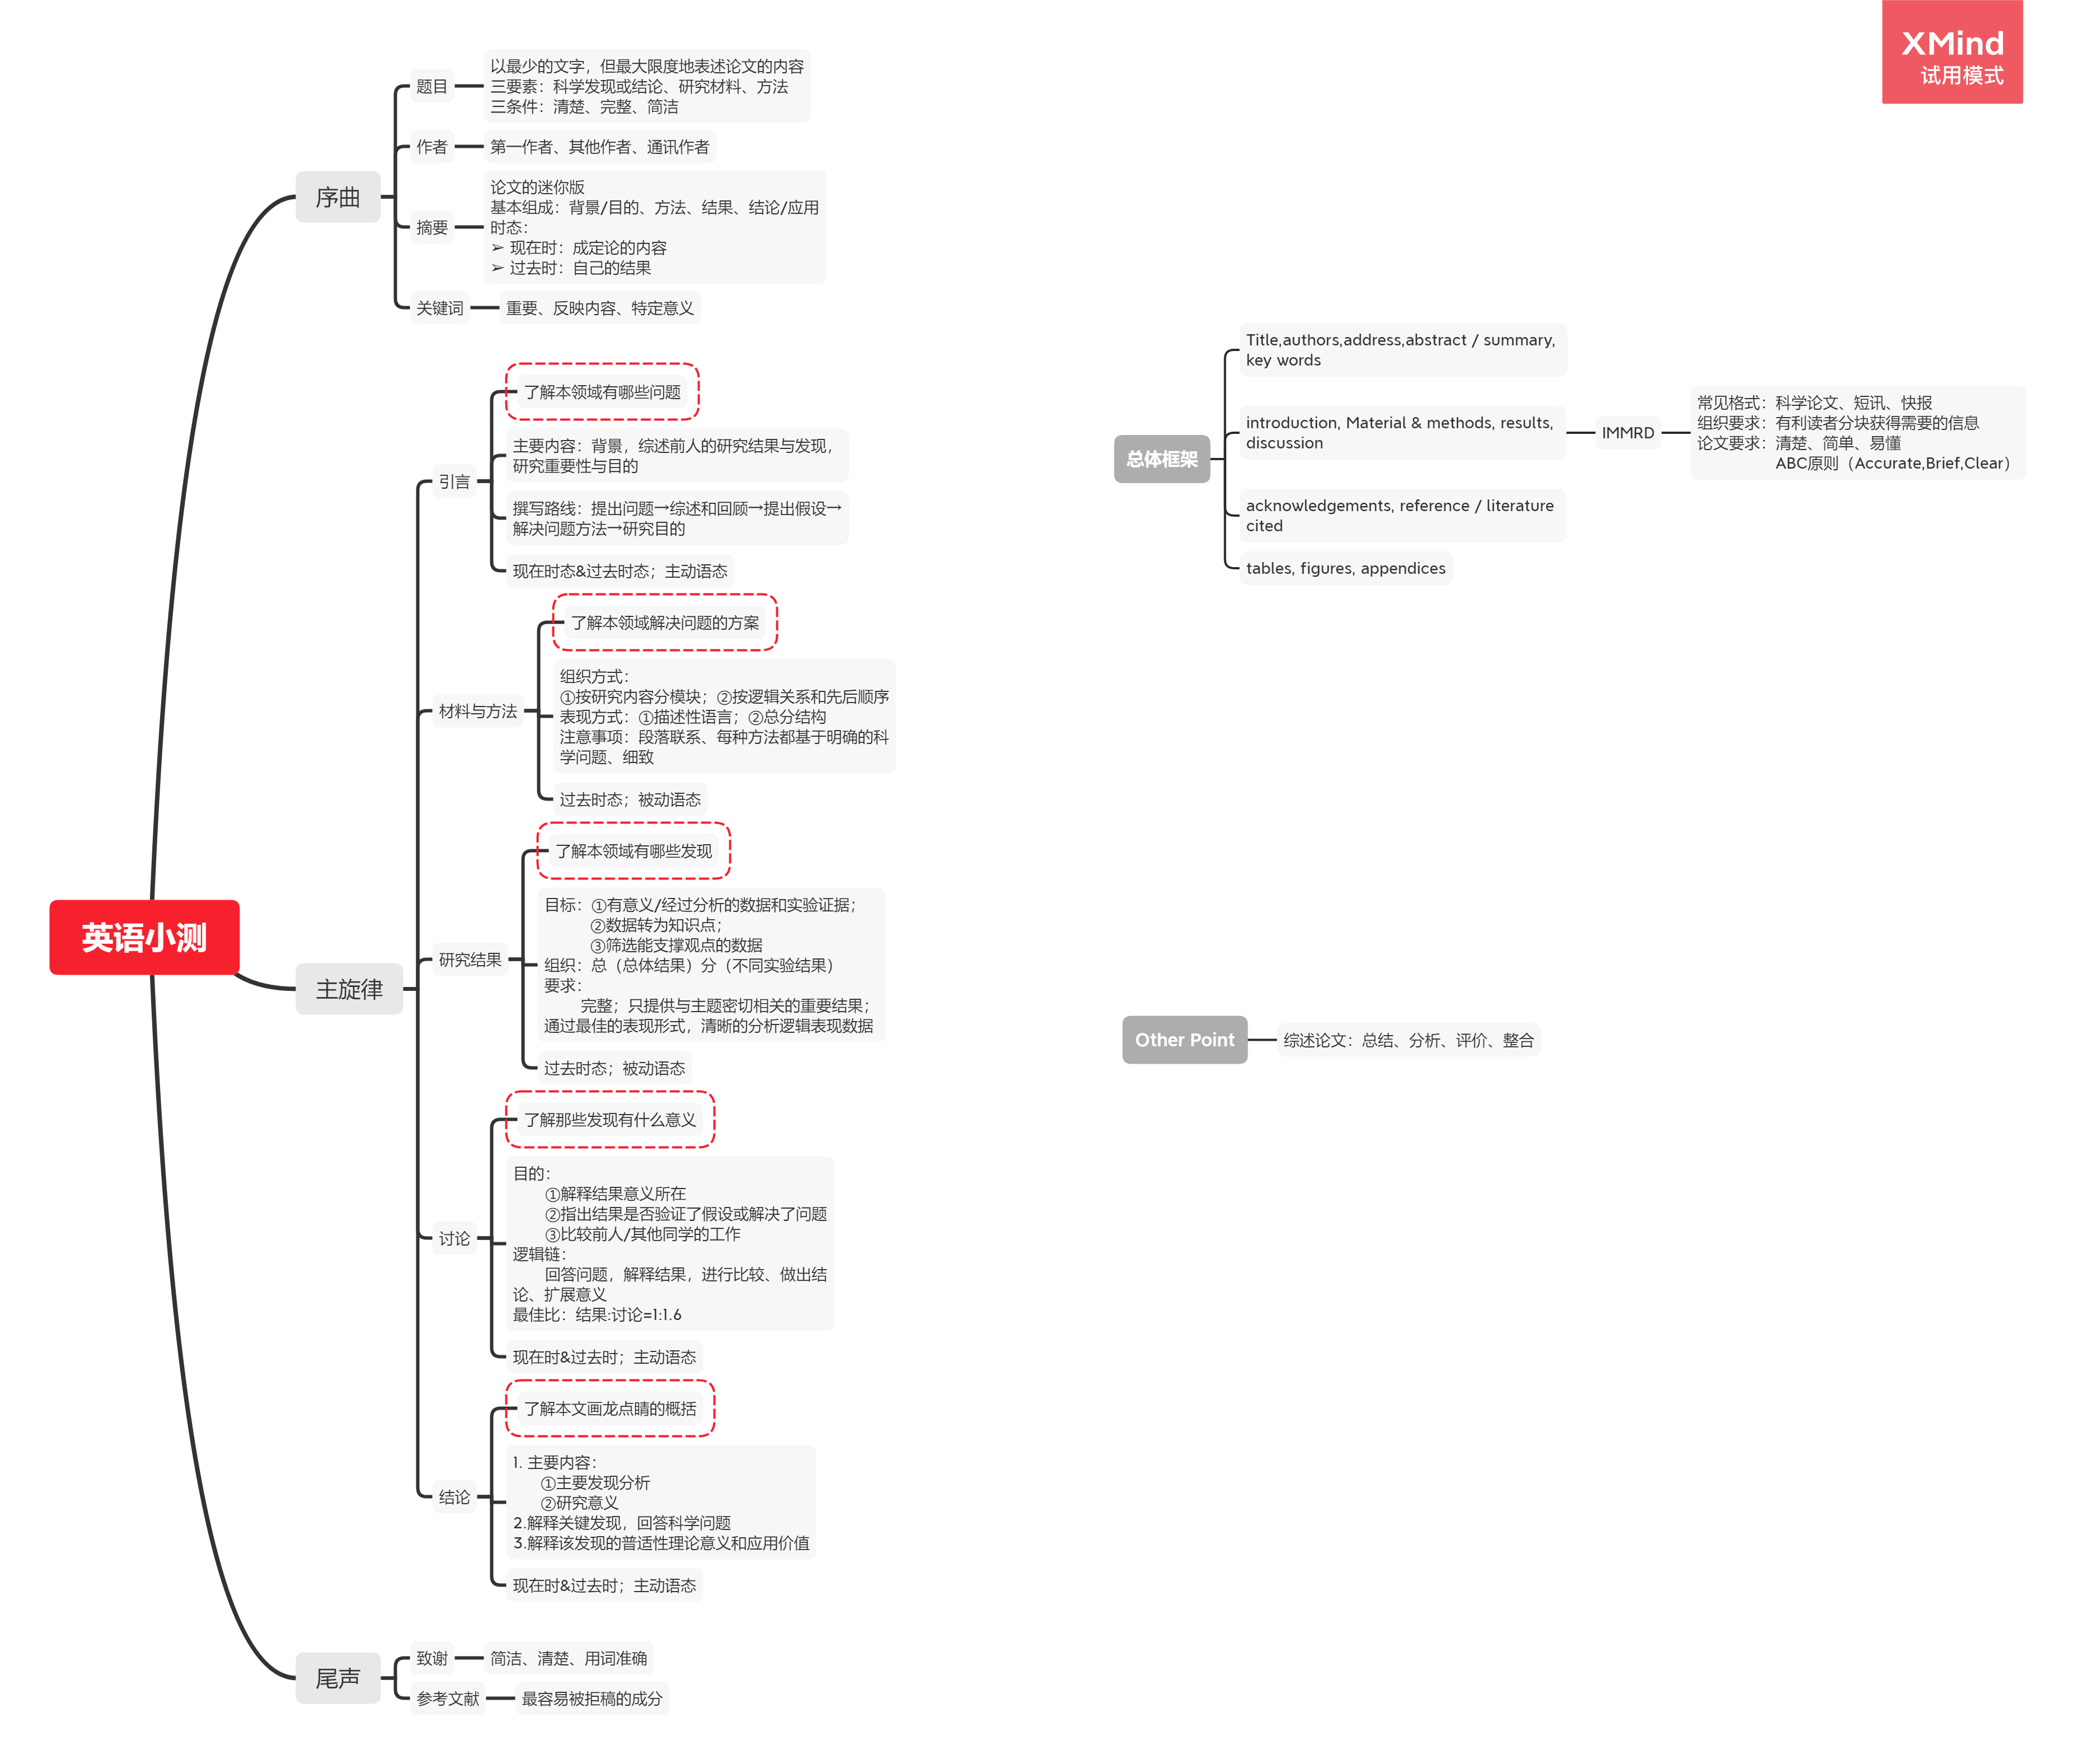 XMind
试用模式
英语小测
序曲
题目
以最少的文字，但最大限度地表述论文的内容
三要素：科学发现或结论、研究材料、方法
三条件：清楚、完整、简洁
作者
第一作者、其他作者、通讯作者
摘要
论文的迷你版
基本组成：背景/目的、方法、结果、结论/应用
时态：
➢ 现在时：成定论的内容
➢ 过去时：自己的结果
关键词
重要、反映内容、特定意义
主旋律
引言
了解本领域有哪些问题
主要内容：背景，综述前人的研究结果与发现，
研究重要性与目的
撰写路线：提出问题→综述和回顾→提出假设→
解决问题方法→研究目的
现在时态&过去时态；主动语态
材料与方法
了解本领域解决问题的方案
组织方式：
①按研究内容分模块；②按逻辑关系和先后顺序
表现方式：①描述性语言；②总分结构
注意事项：段落联系、每种方法都基于明确的科
学问题、细致
过去时态；被动语态
研究结果
了解本领域有哪些发现
目标：①有意义/经过分析的数据和实验证据；
②数据转为知识点；
③筛选能支撑观点的数据
组织：总（总体结果）分（不同实验结果）
要求：
完整；只提供与主题密切相关的重要结果；
通过最佳的表现形式，清晰的分析逻辑表现数据
过去时态；被动语态
讨论
了解那些发现有什么意义
目的：
①解释结果意义所在
②指出结果是否验证了假设或解决了问题
③比较前人/其他同学的工作
逻辑链：
回答问题，解释结果，进行比较、做出结
论、扩展意义
最佳比：结果:讨论=1:1.6
现在时&过去时；主动语态
结论
了解本文画龙点睛的概括
1. 主要内容：
①主要发现分析
②研究意义
2.解释关键发现，回答科学问题
3.解释该发现的普适性理论意义和应用价值
现在时&过去时；主动语态
尾声
致谢
简洁、清楚、用词准确
参考文献
最容易被拒稿的成分
总体框架
Title,authors,address,abstract / summary,
key words
introduction, Material & methods, results,
discussion
IMMRD
常见格式：科学论文、短讯、快报
组织要求：有利读者分块获得需要的信息
论文要求：清楚、简单、易懂
ABC原则（Accurate,Brief,Clear）
acknowledgements, reference / literature
cited
tables, figures, appendices
Other Point
综述论文：总结、分析、评价、整合